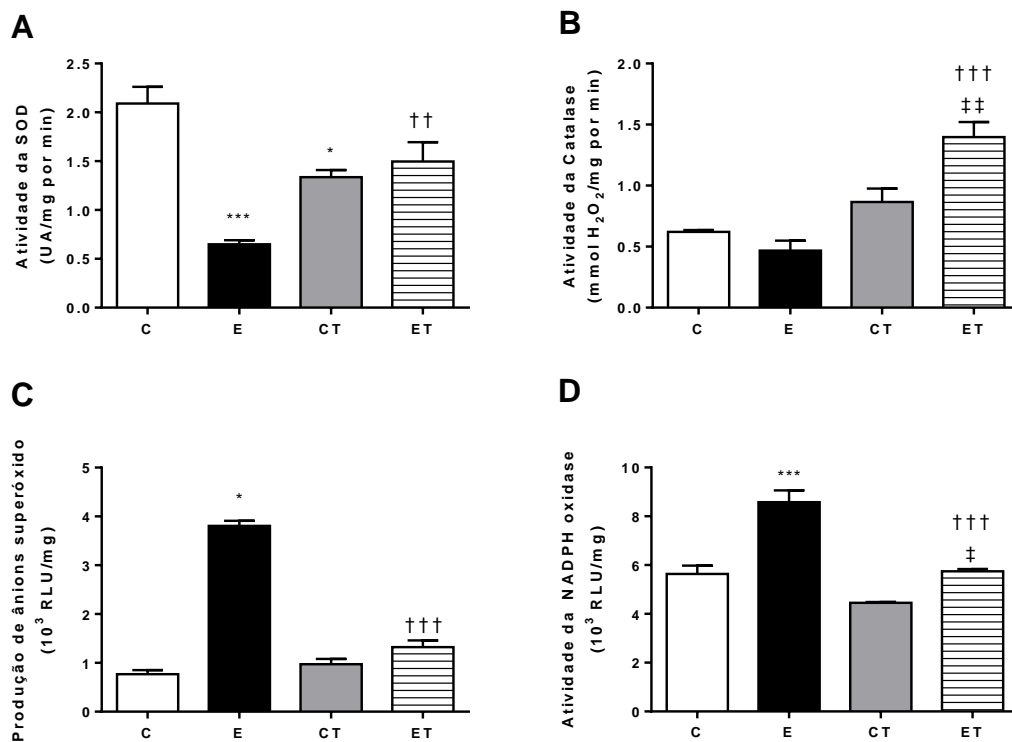 A
Atividade da SOD
(UA/mg por min)
2.5
2.0
1.5
1.0
0.5
0.0
***
*
††
C E CT ET
B
Atividade da Catalase
(mmol H2O2/mg por min)
2.0
1.5
1.0
0.5
0.0
†††
‡‡
C E CT ET
C
Produção de ânions superóxido
(10³ RLU/mg)
5
4
3
2
1
0
*
†††
C E CT ET
D
Atividade da NADPH oxidase
(10³ RLU/mg)
10
8
6
4
2
0
***
†††
‡
C E CT ET